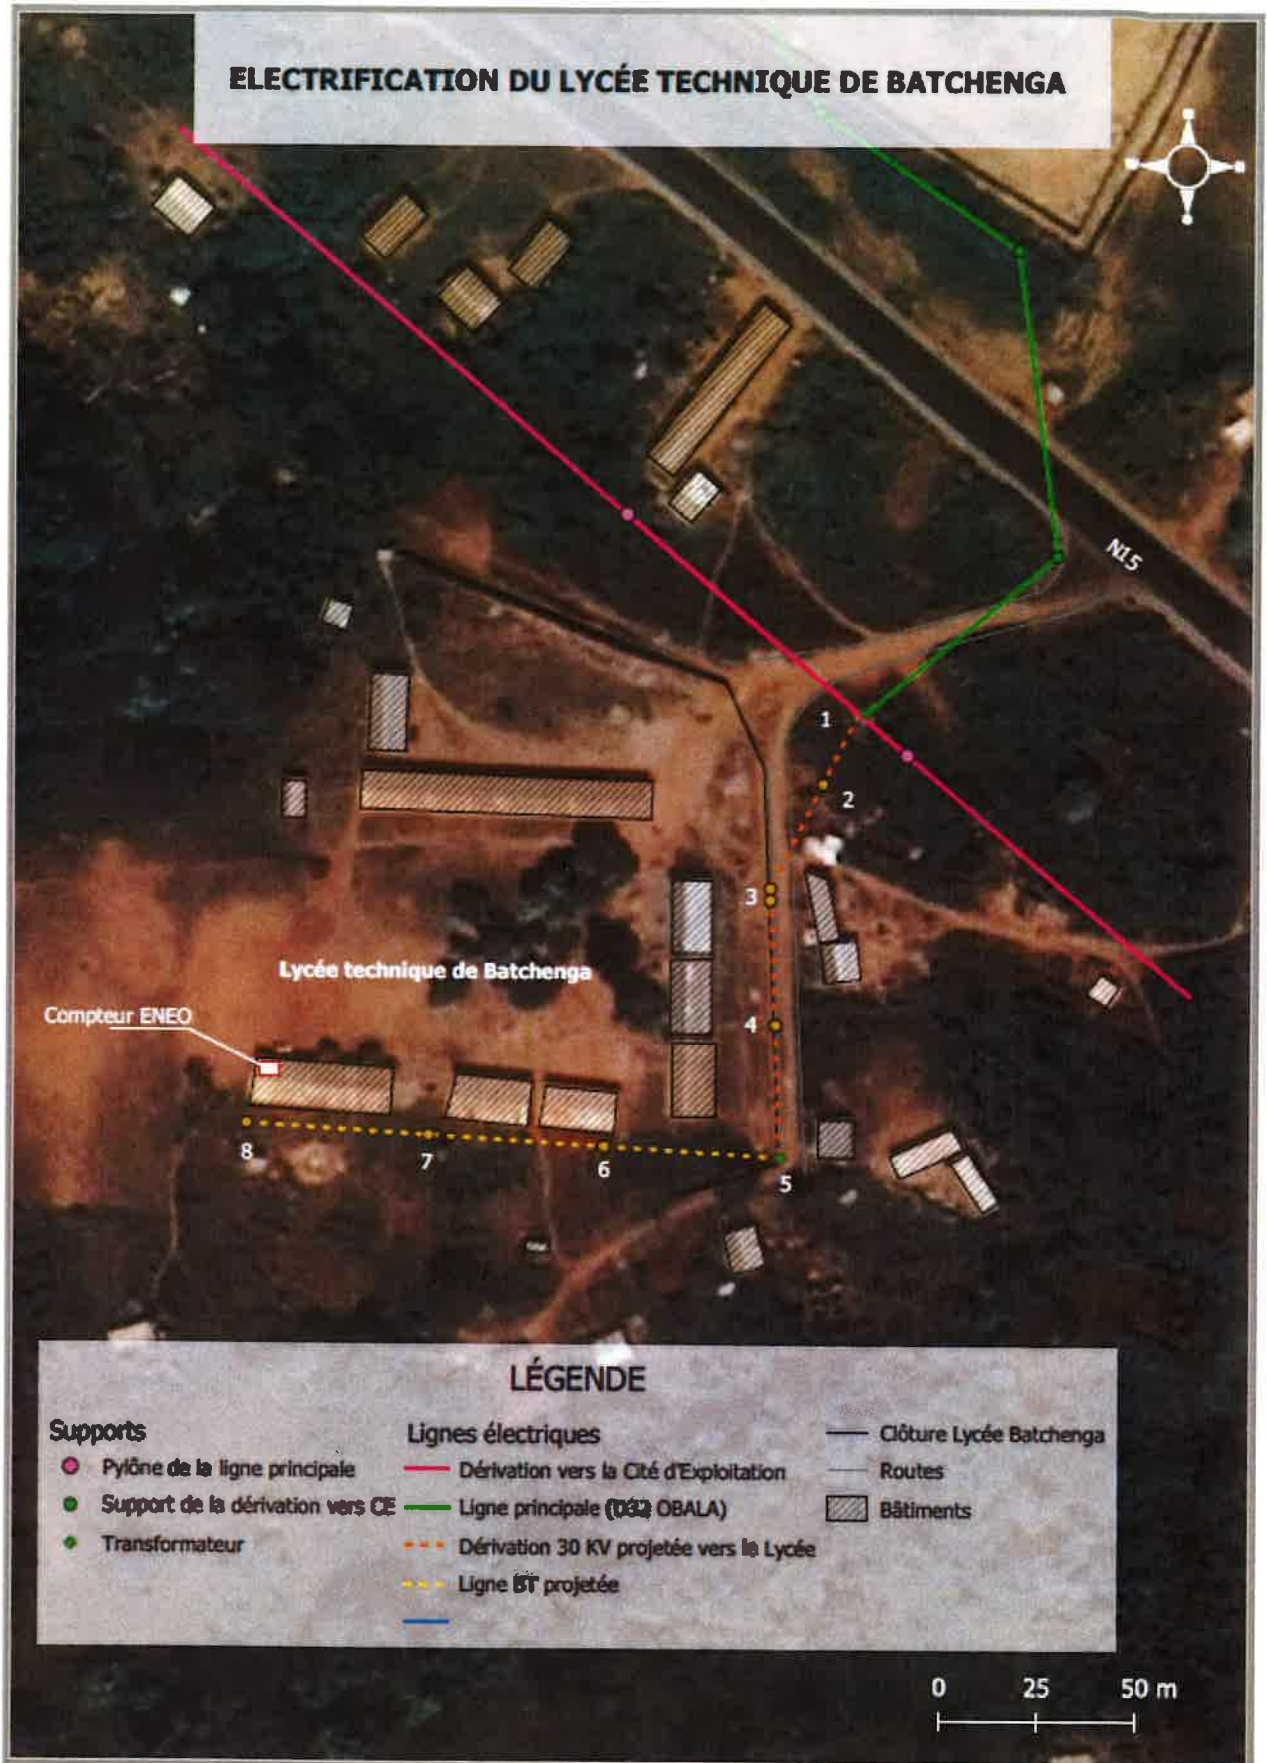 ELECTRIFICATION DU LYCÉE TECHNIQUE DE BATCHENGA
N15
1
2
3
Lycée technique de Batchenga
Compteur ENEO
4
8
7
6
5
LÉGENDE
Supports
Pylône de la ligne principale
Support de la dérivation vers CE
Transformateur
Lignes électriques
Dérivation vers la Cité d'Exploitation
Ligne principale (D32 OBALA)
Dérivation 30 KV projetée vers le Lycée
Ligne BT projetée
Clôture Lycée Batchenga
Routes
Bâtiments
0 25 50 m